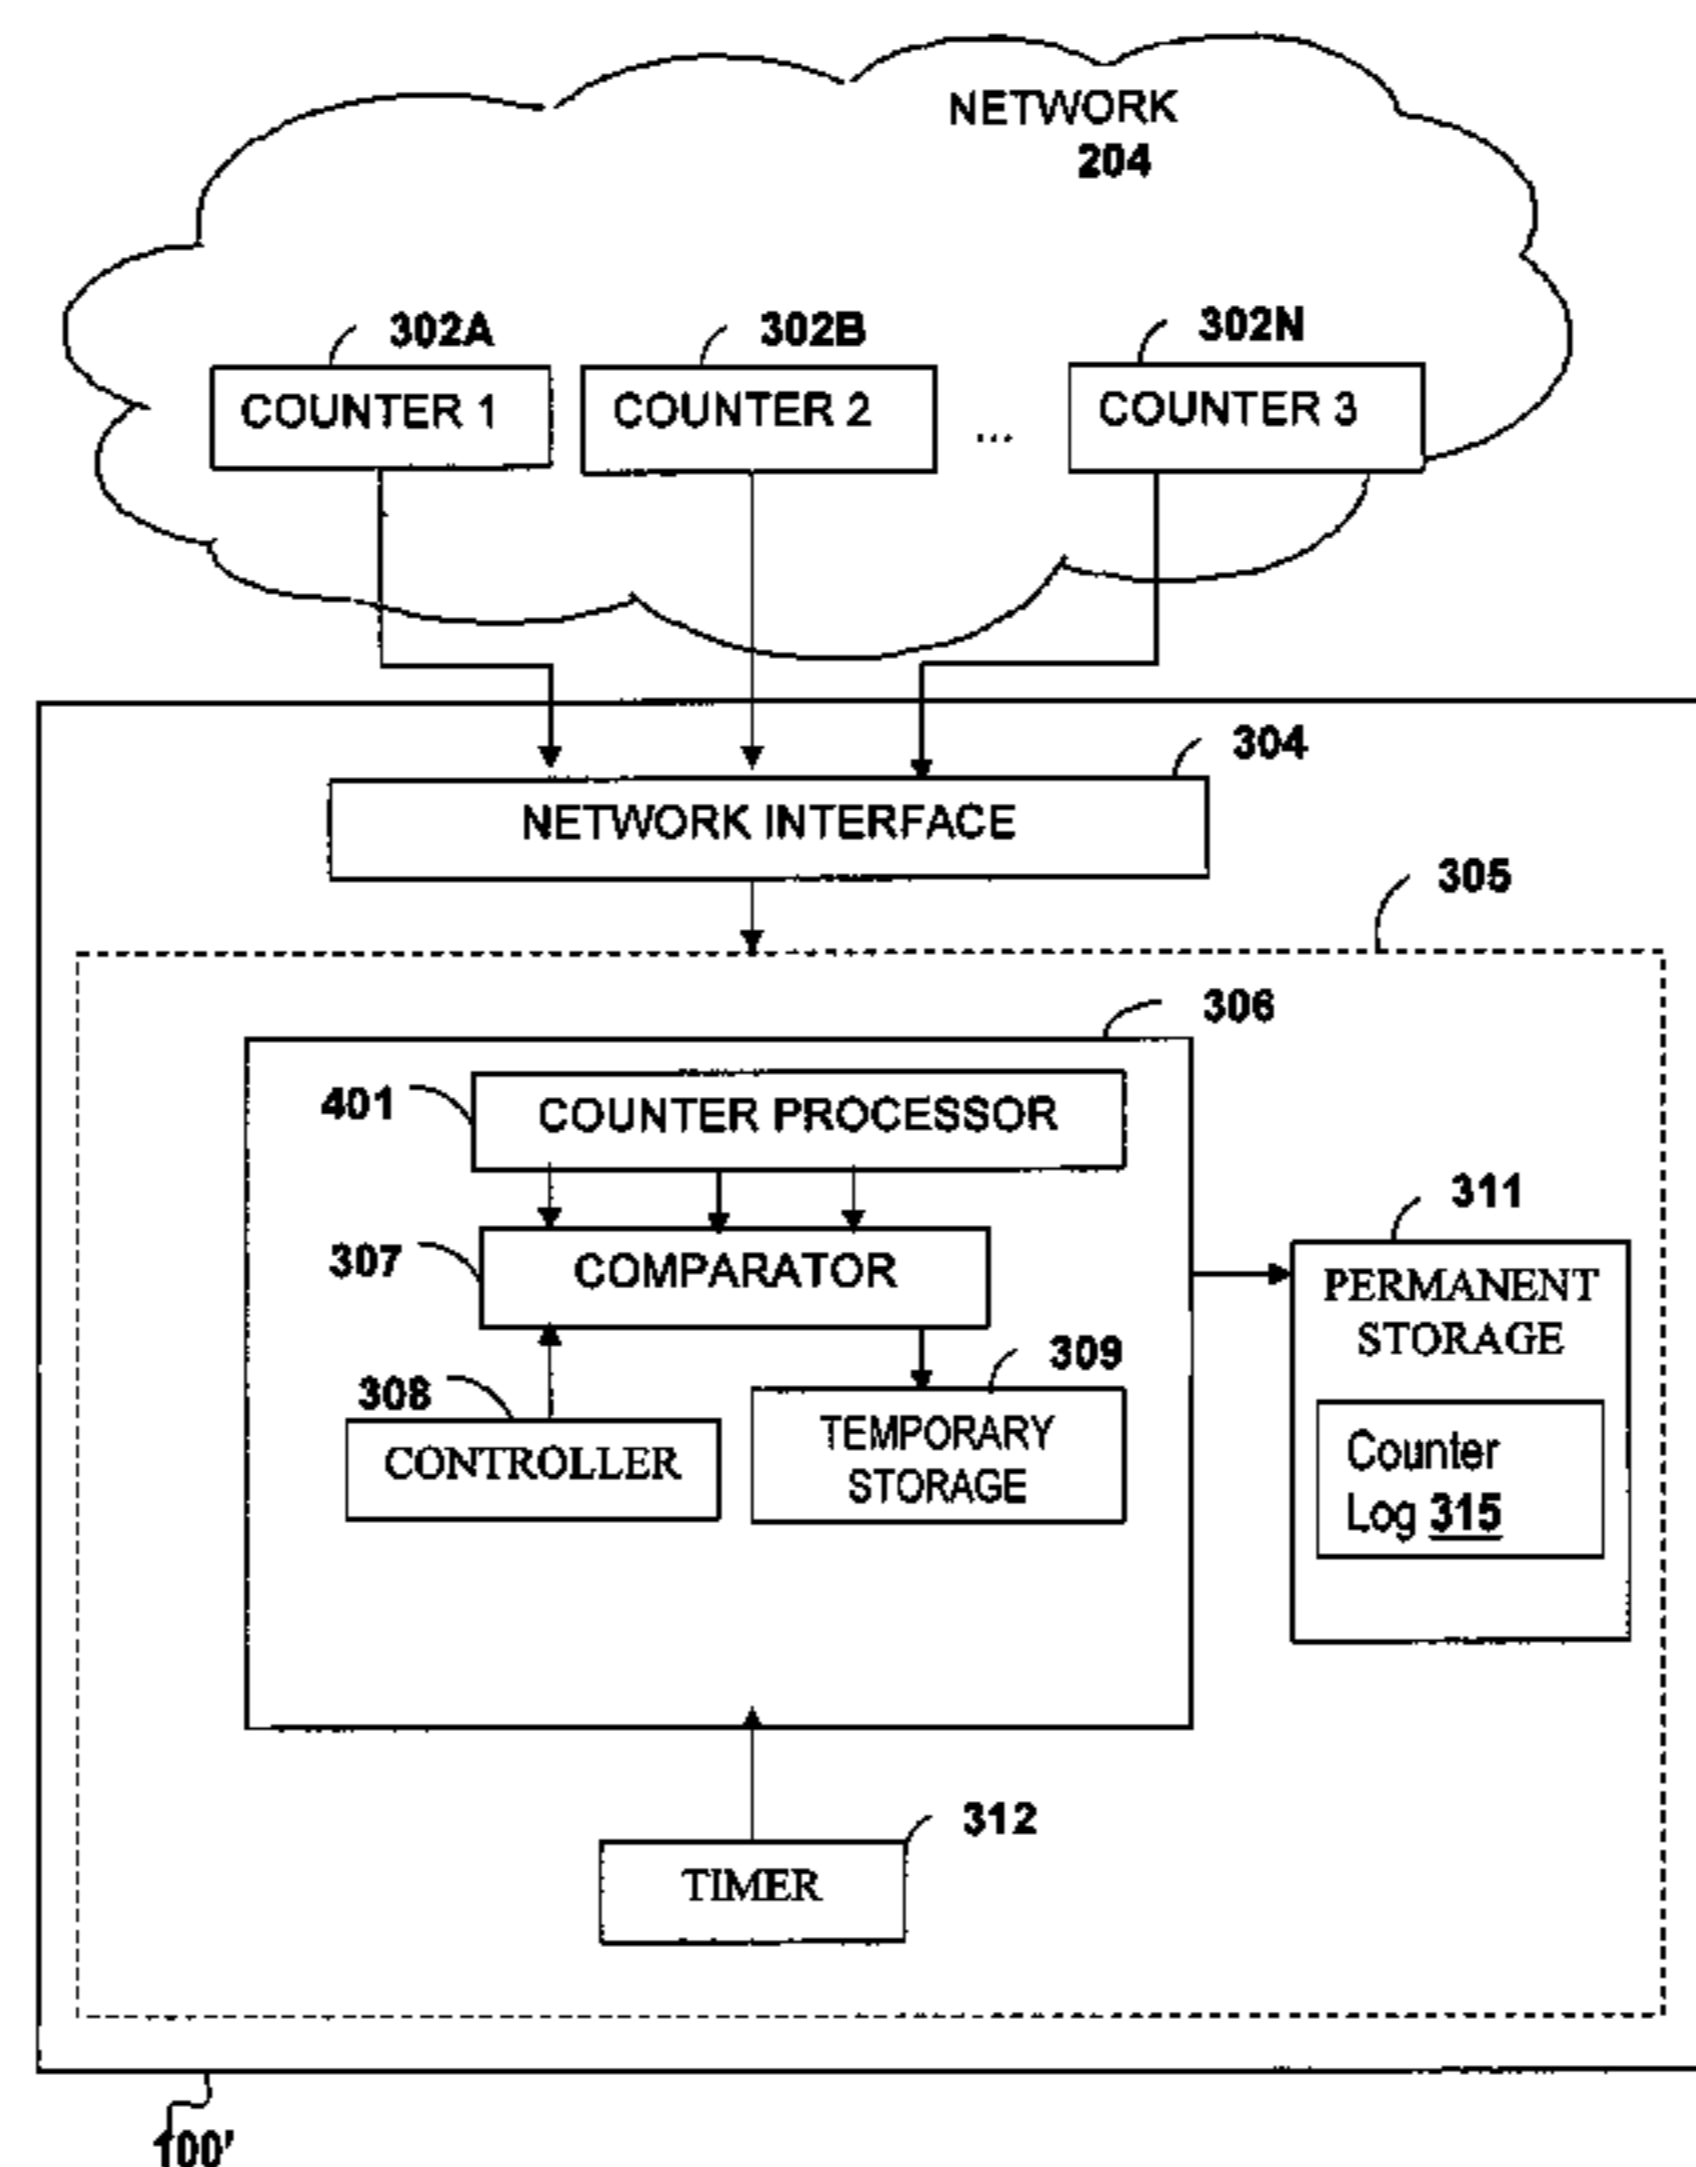 NETWORK
204
302A
302B
302N
COUNTER 1
COUNTER 2
...
COUNTER 3
304
NETWORK INTERFACE
305
306
401
COUNTER PROCESSOR
307
COMPARATOR
311
PERMANENT
STORAGE
308
309
CONTROLLER
TEMPORARY
STORAGE
Counter
Log 315
312
TIMER
100'